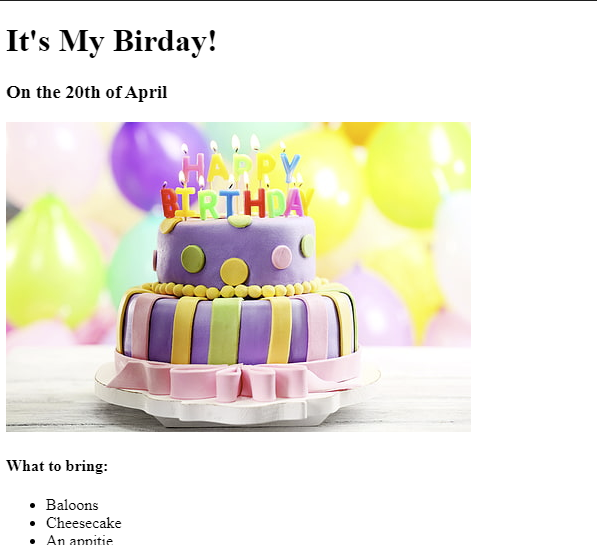 It's My Birday!
On the 20th of April
HAPPY
BIRTHDAY
What to bring:
Baloons
Cheesecake
An appitie